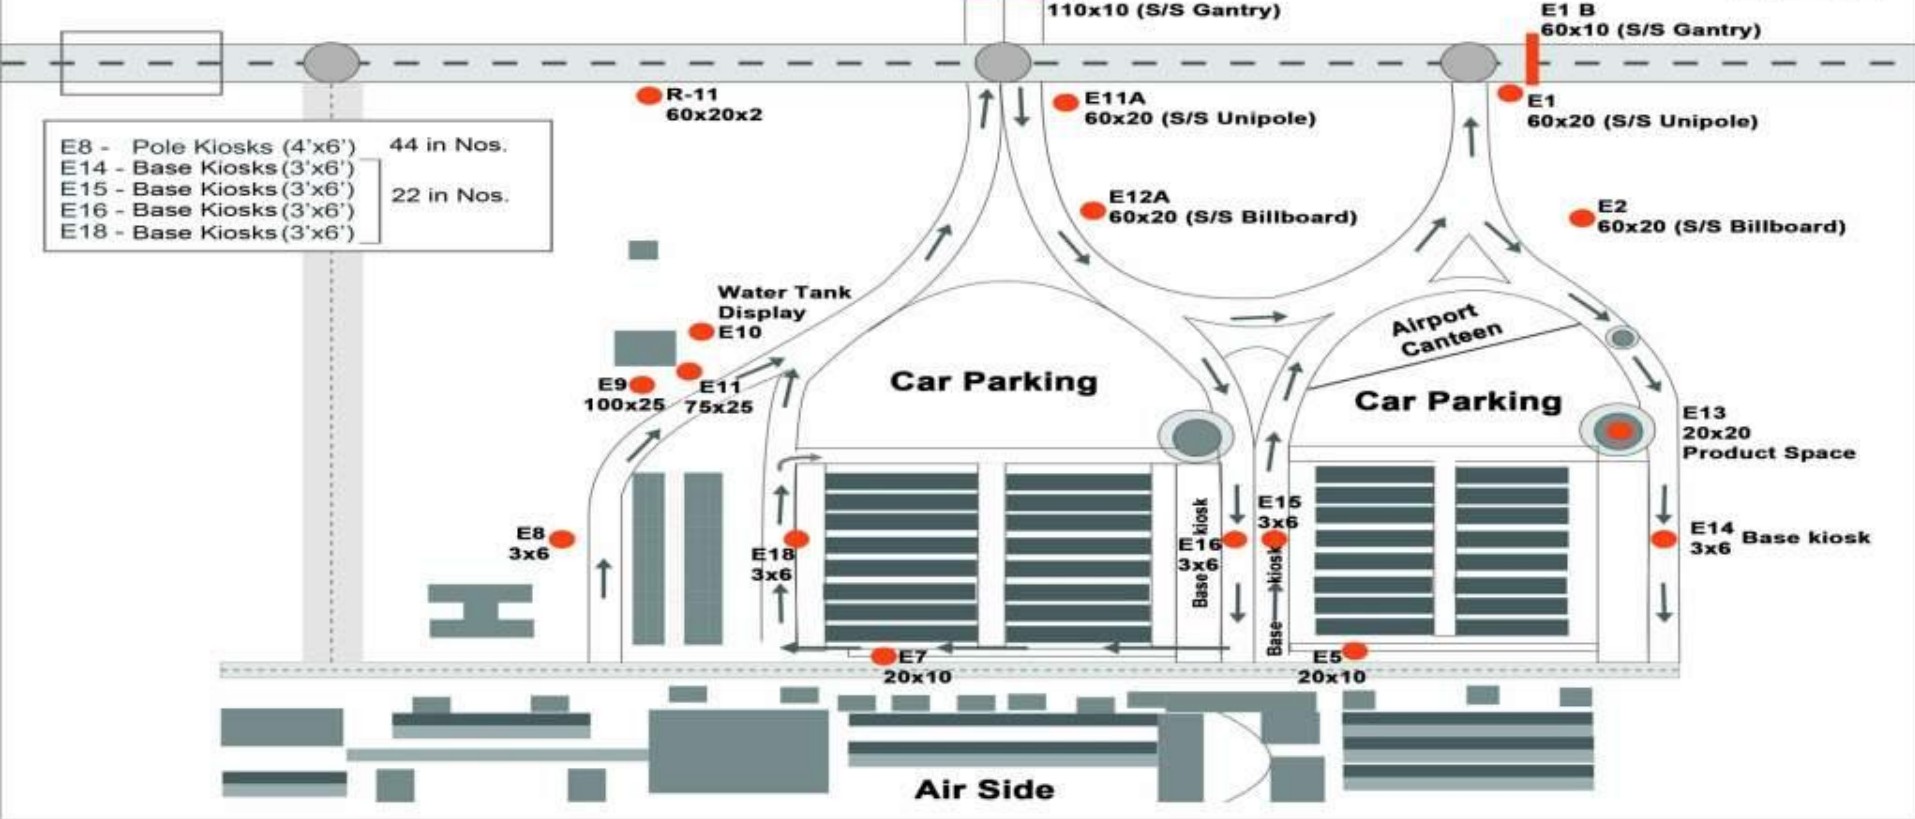 110x10 (S/S Gantry)
E1 B
60x10 (S/S Gantry)
R-11
60x20x2
E11A
60x20 (S/S Unipole)
E1
60x20 (S/S Unipole)
E8 - Pole Kiosks (4'x6') 44 in Nos.
E14 - Base Kiosks (3'x6')
E15 - Base Kiosks (3'x6')
22 in Nos.
E16 - Base Kiosks (3'x6')
E18 - Base Kiosks (3'x6')
E12A
60x20 (S/S Billboard)
E2
60x20 (S/S Billboard)
Water Tank
Display
E10
Airport
Canteen
E9
100x25
E11
75x25
Car Parking
Car Parking
E13
20x20
Product Space
E8
3x6
E18
3x6
Base kiosk
E16
3x6
E15
3x6
Base kiosk
E14
3x6
Base kiosk
E7
20x10
E5
20x10
Air Side